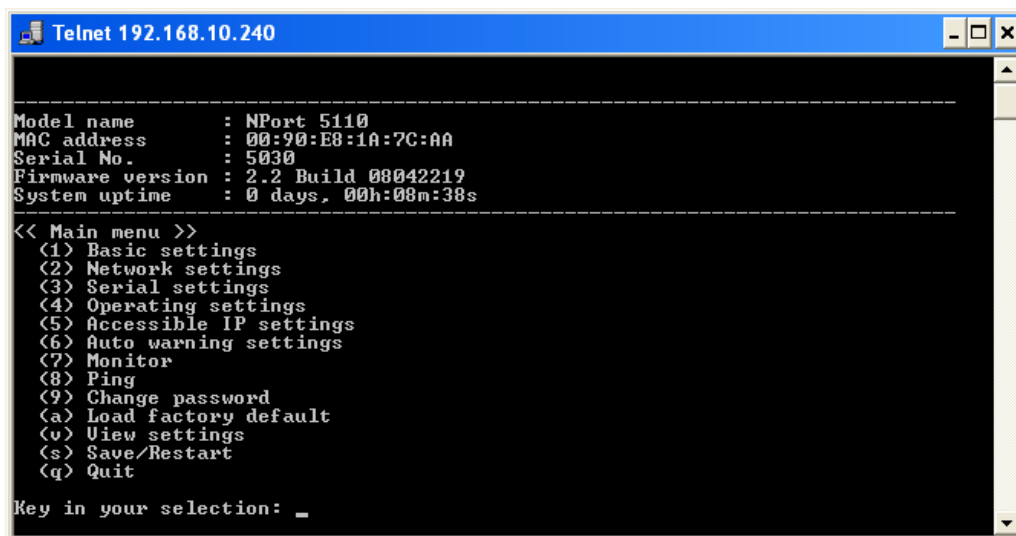 Telnet 192.168.10.240
Model name : NPort 5110
MAC address : 00:90:E8:1A:7C:AA
Serial No. : 5030
Firmware version : 2.2 Build 08042219
System uptime : 0 days, 00h:08m:38s
<< Main menu >>
(1) Basic settings
(2) Network settings
(3) Serial settings
(4) Operating settings
(5) Accessible IP settings
(6) Auto warning settings
(7) Monitor
(8) Ping
(9) Change password
(a) Load factory default
(v) View settings
(s) Save/Restart
(q) Quit
Key in your selection: _